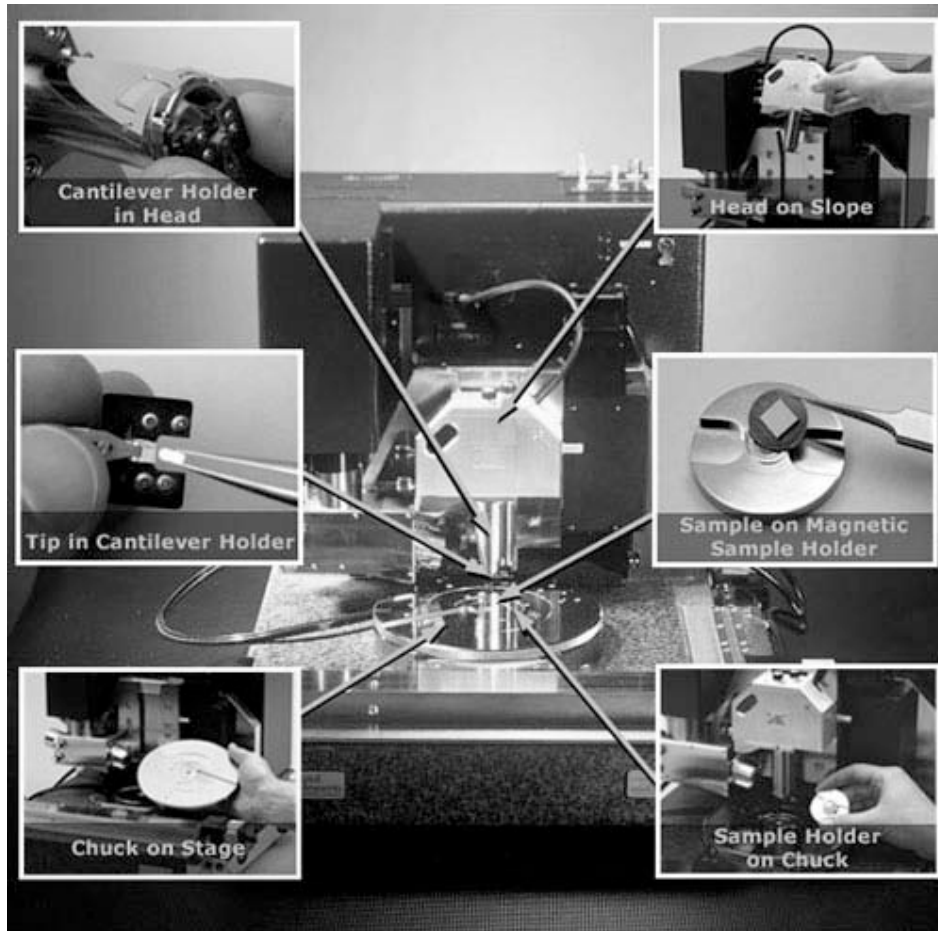 Cantilever Holder
in Head
Head on Slope
Tip in Cantilever Holder
Sample on Magnetic
Sample Holder
Chuck on Stage
Sample Holder
on Chuck